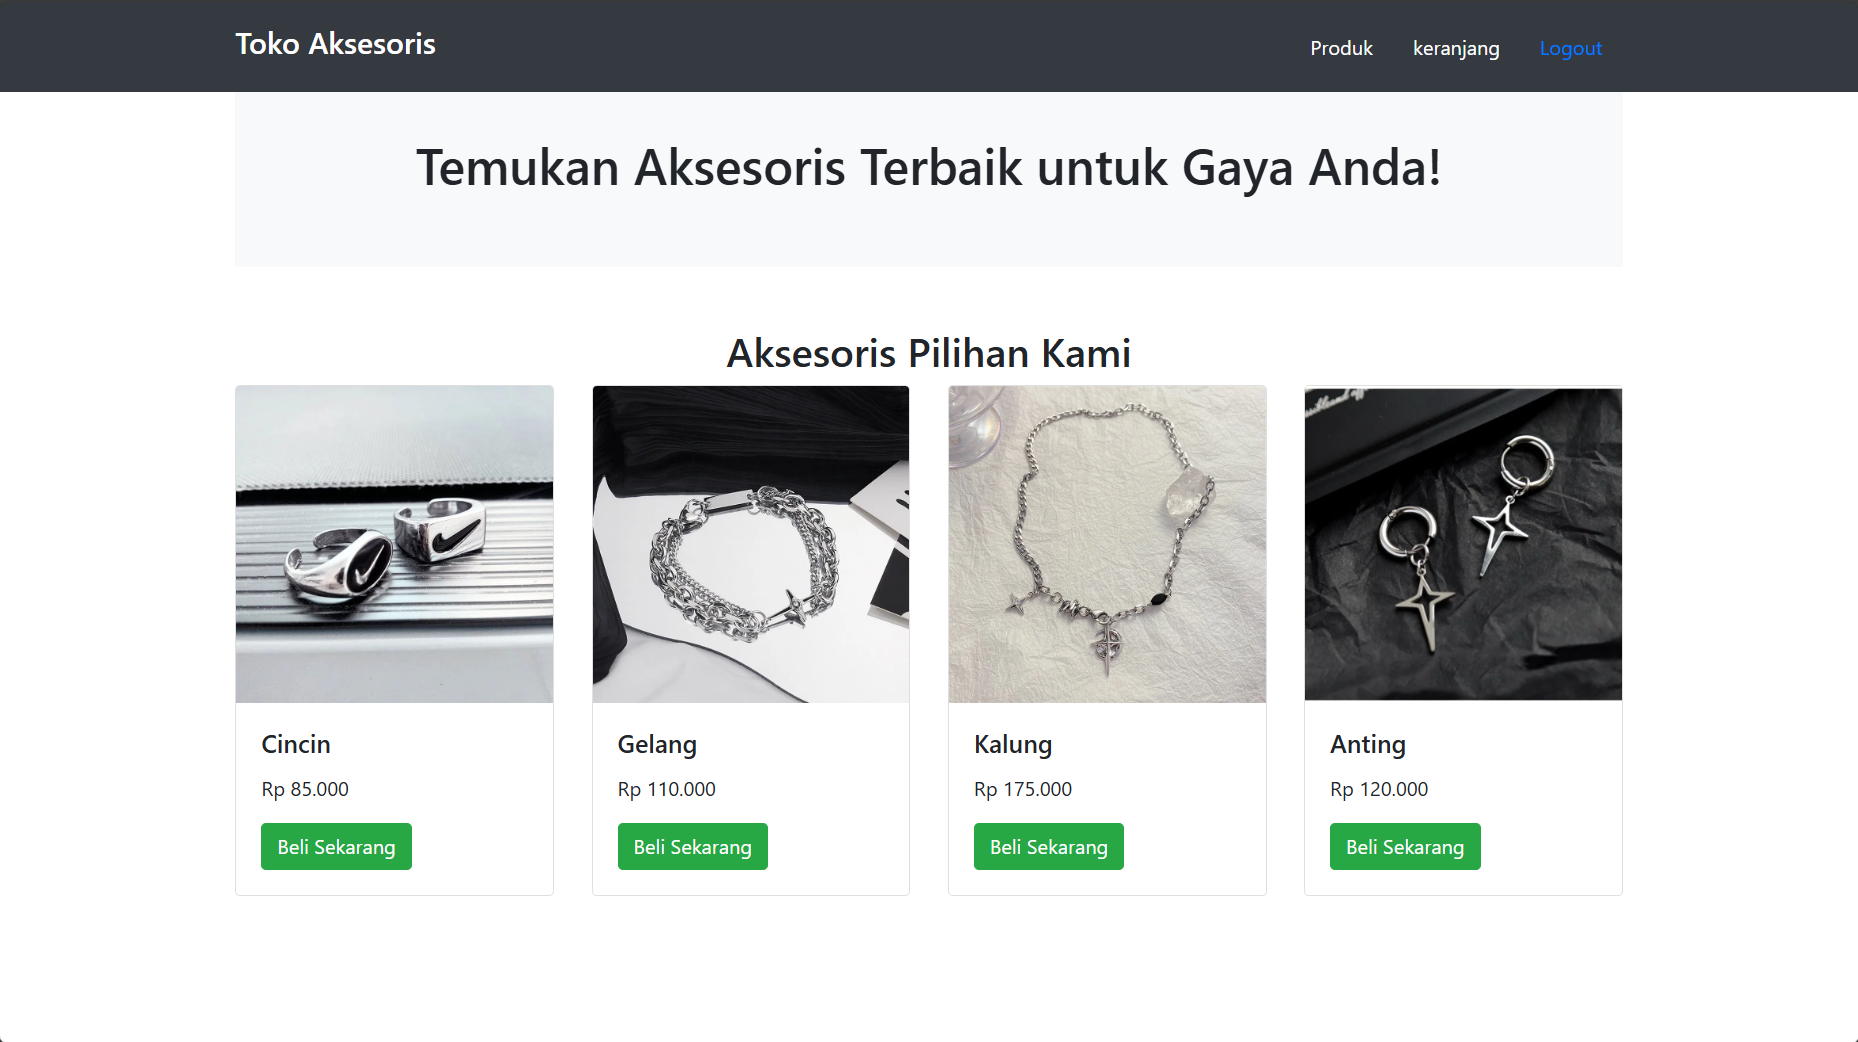 Toko Aksesoris
Produk keranjang Logout
Temukan Aksesoris Terbaik untuk Gaya Anda!
Aksesoris Pilihan Kami
Cincin
Rp 85.000
Beli Sekarang
Gelang
Rp 110.000
Beli Sekarang
Kalung
Rp 175.000
Beli Sekarang
Anting
Rp 120.000
Beli Sekarang